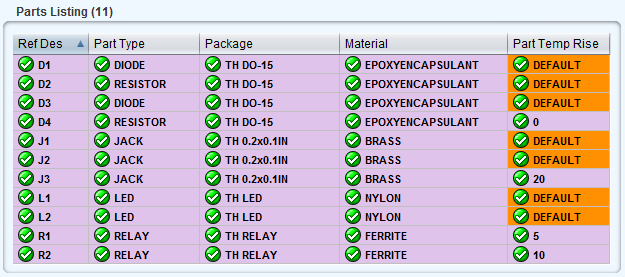 Parts Listing (11)
Ref Des Part Type Package Material Part Temp Rise
D1 DIODE TH DO-15 EPOXYENCAPSULANT DEFAULT
D2 RESISTOR TH DO-15 EPOXYENCAPSULANT DEFAULT
D3 DIODE TH DO-15 EPOXYENCAPSULANT DEFAULT
D4 RESISTOR TH DO-15 EPOXYENCAPSULANT 0
J1 JACK TH 0.2x0.1IN BRASS DEFAULT
J2 JACK TH 0.2x0.1IN BRASS DEFAULT
J3 JACK TH 0.2x0.1IN BRASS 20
L1 LED TH LED NYLON DEFAULT
L2 LED TH LED NYLON DEFAULT
R1 RELAY TH RELAY FERRITE 5
R2 RELAY TH RELAY FERRITE 10